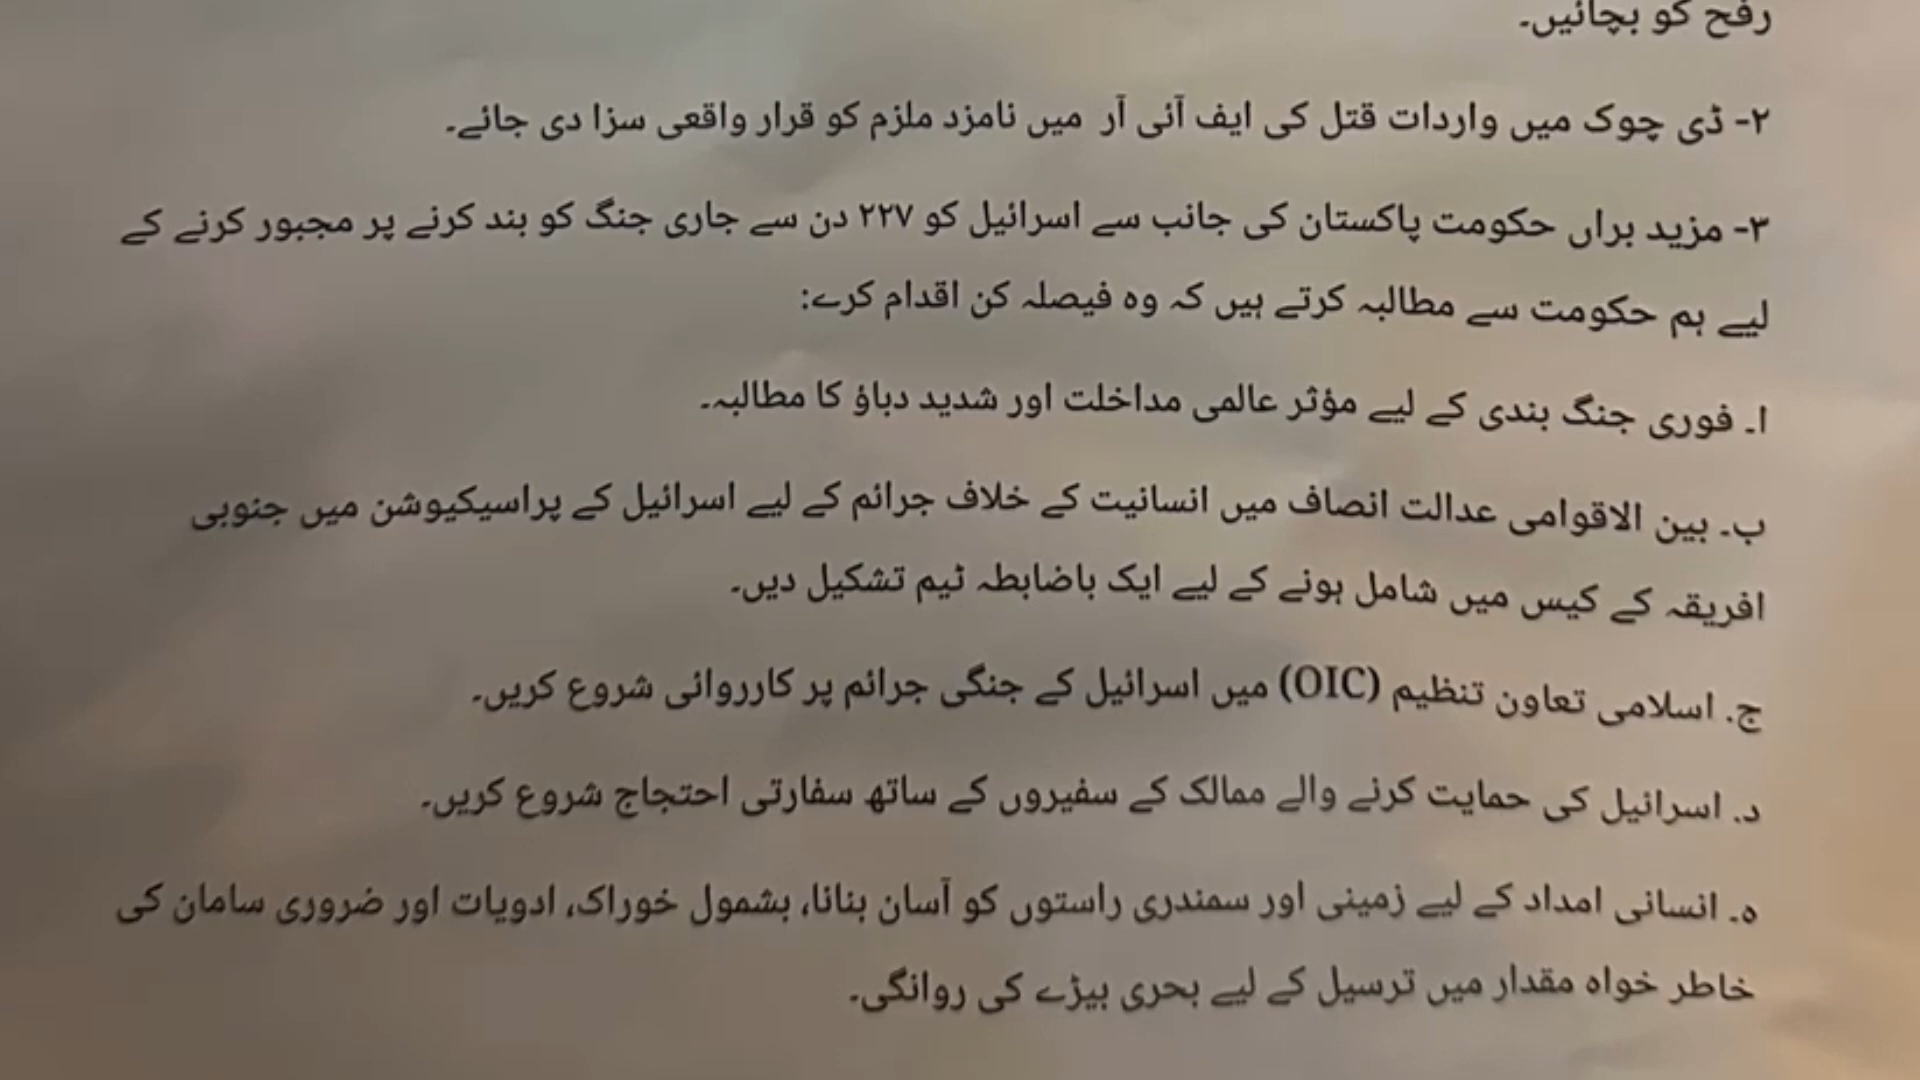 رفح کو بچائیں۔
۲- ڈی چوک میں واردات قتل کی ایف آئی آر میں نامزد ملزم کو قرار واقعی سزا دی جائے۔
۳- مزید براں حکومت پاکستان کی جانب سے اسرائیل کو ۲۲۷ دن سے جاری جنگ کو بند کرنے پر مجبور کرنے کے
لیے ہم حکومت سے مطالبہ کرتے ہیں کہ وہ فیصلہ کن اقدام کرے:
ا۔ فوری جنگ بندی کے لیے مؤثر عالمی مداخلت اور شدید دباؤ کا مطالبہ۔
ب۔ بین الاقوامی عدالت انصاف میں انسانیت کے خلاف جرائم کے لیے اسرائیل کے پراسیکیوشن میں جنوبی
افریقہ کے کیس میں شامل ہونے کے لیے ایک باضابطہ ٹیم تشکیل دیں۔
ج. اسلامی تعاون تنظیم (OIC) میں اسرائیل کے جنگی جرائم پر کارروائی شروع کریں۔
د. اسرائیل کی حمایت کرنے والے ممالک کے سفیروں کے ساتھ سفارتی احتجاج شروع کریں۔
ہ۔ انسانی امداد کے لیے زمینی اور سمندری راستوں کو آسان بنانا، بشمول خوراک، ادویات اور ضروری سامان کی
خاطر خواہ مقدار میں ترسیل کے لیے بحری بیڑے کی روانگی۔